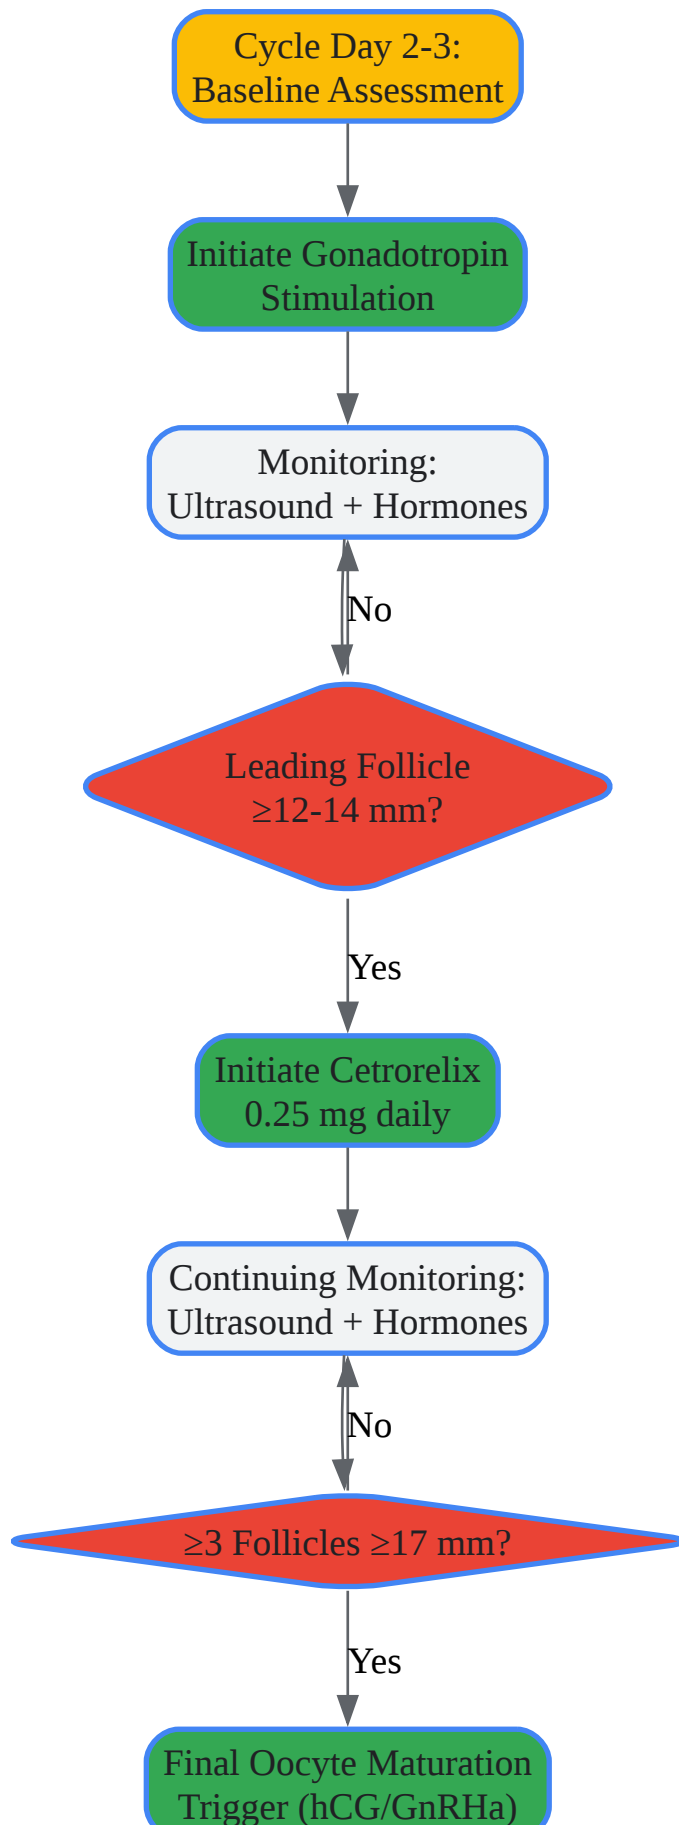 Cycle Day 2-3:
Baseline Assessment
Initiate Gonadotropin
Stimulation
Monitoring:
Ultrasound + Hormones
No
Leading Follicle
≥12-14 mm?
Yes
Initiate Cetrorelix
0.25 mg daily
Continuing Monitoring:
Ultrasound + Hormones
No
≥3 Follicles ≥17 mm?
Yes
Final Oocyte Maturation
Trigger (hCG/GnRHa)